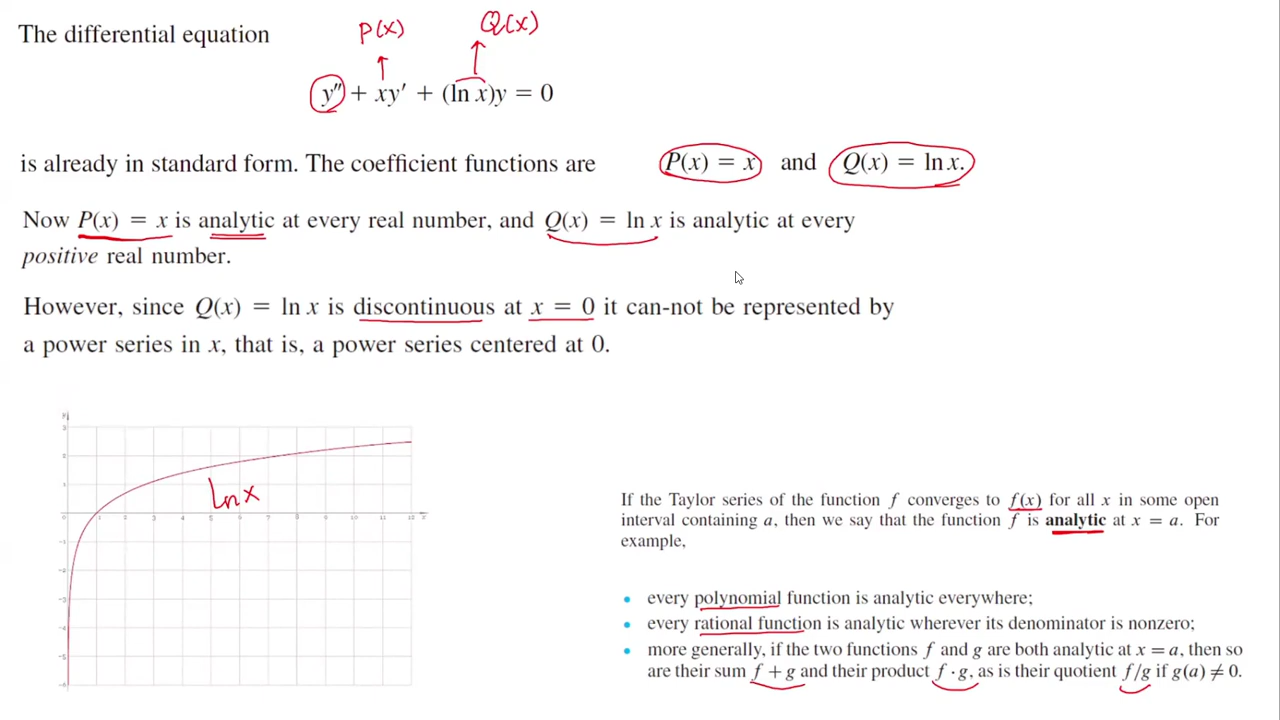 P(x) Q(x)
The differential equation
y″ + xy′ + (ln x)y = 0
is already in standard form. The coefficient functions are P(x) = x and Q(x) = ln x.
Now P(x) = x is analytic at every real number, and Q(x) = ln x is analytic at every
positive real number.
However, since Q(x) = ln x is discontinuous at x = 0 it can-not be represented by
a power series in x, that is, a power series centered at 0.
ln x
If the Taylor series of the function f converges to f(x) for all x in some open
interval containing a, then we say that the function f is analytic at x = a. For
example,
• every polynomial function is analytic everywhere;
• every rational function is analytic wherever its denominator is nonzero;
• more generally, if the two functions f and g are both analytic at x = a, then so
are their sum f + g and their product f · g, as is their quotient f/g if g(a) ≠ 0.